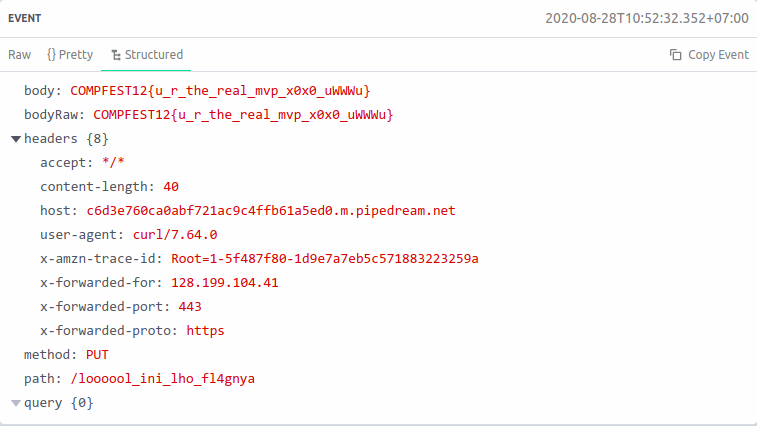 EVENT 2020-08-28T10:52:32.352+07:00
Raw {} Pretty Structured Copy Event
body: COMPFEST12{u_r_the_real_mvp_x0x0_uWWWu}
bodyRaw: COMPFEST12{u_r_the_real_mvp_x0x0_uWWWu}
headers {8}
accept: */*
content-length: 40
host: c6d3e760ca0abf721ac9c4ffb61a5ed0.m.pipedream.net
user-agent: curl/7.64.0
x-amzn-trace-id: Root=1-5f487f80-1d9e7a7eb5c571883223259a
x-forwarded-for: 128.199.104.41
x-forwarded-port: 443
x-forwarded-proto: https
method: PUT
path: /loooool_ini_lho_fl4gnya
query {0}